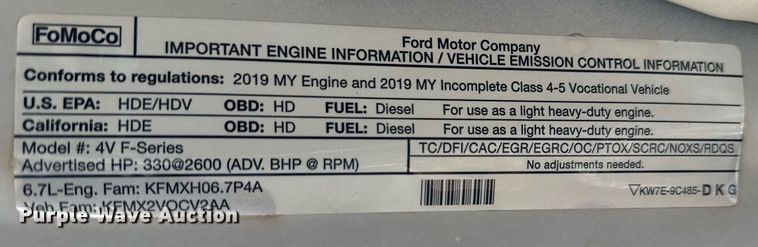 FoMoCo
Ford Motor Company
IMPORTANT ENGINE INFORMATION / VEHICLE EMISSION CONTROL INFORMATION
Conforms to regulations: 2019 MY Engine and 2019 MY Incomplete Class 4-5 Vocational Vehicle
U.S. EPA: HDE/HDV OBD: HD FUEL: Diesel For use as a light heavy-duty engine.
California: HDE OBD: HD FUEL: Diesel For use as a light heavy-duty engine.
Model #: 4V F-Series
TC/DFI/CAC/EGR/EGRC/OC/PTOX/SCRC/NOXS/RDQS
Advertised HP: 330@2600 (ADV. BHP @ RPM)
No adjustments needed.
6.7L-Eng. Fam: KFMXH06.7P4A
▽KW7E-9C485-DKG
Veh Fam: KFMX2VOCV2AA
Purple Wave Auction